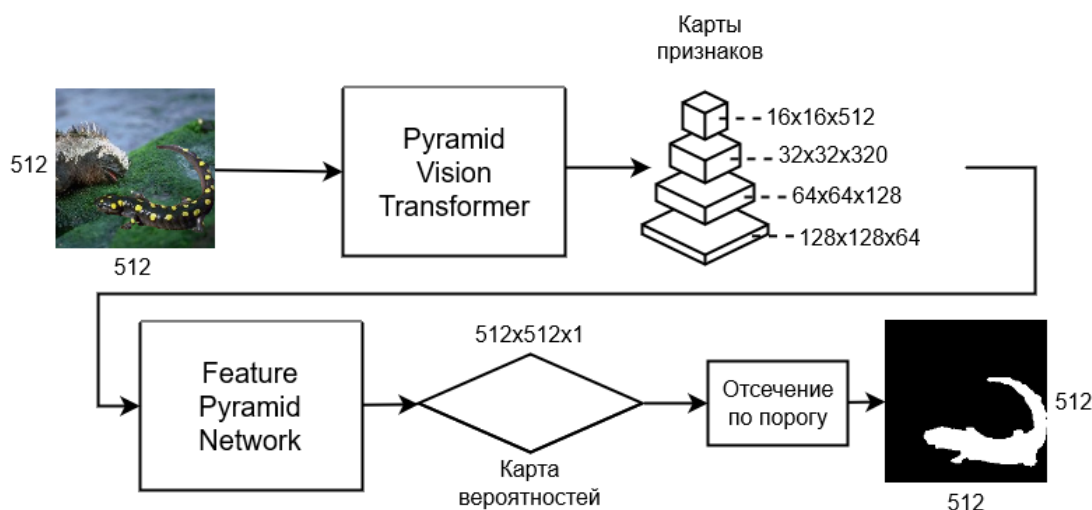 Карты
признаков
512
512
Pyramid
Vision
Transformer
16x16x512
32x32x320
64x64x128
128x128x64
Feature
Pyramid
Network
512x512x1
Карта
вероятностей
Отсечение
по порогу
512
512